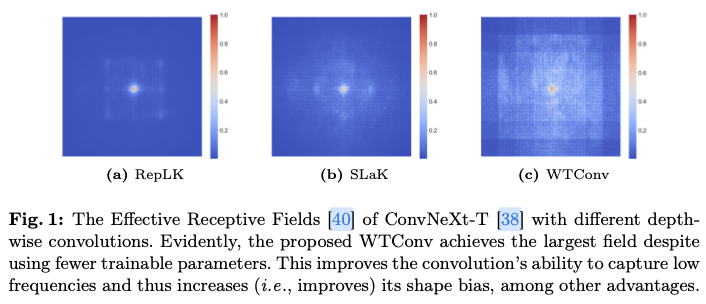 1.0
0.8
0.6
0.4
0.2
1.0
0.8
0.6
0.4
0.2
1.0
0.8
0.6
0.4
0.2
(a) RepLK
(b) SLaK
(c) WTConv
Fig. 1: The Effective Receptive Fields [40] of ConvNeXt-T [38] with different depth-
wise convolutions. Evidently, the proposed WTConv achieves the largest field despite
using fewer trainable parameters. This improves the convolution's ability to capture low
frequencies and thus increases (i.e., improves) its shape bias, among other advantages.